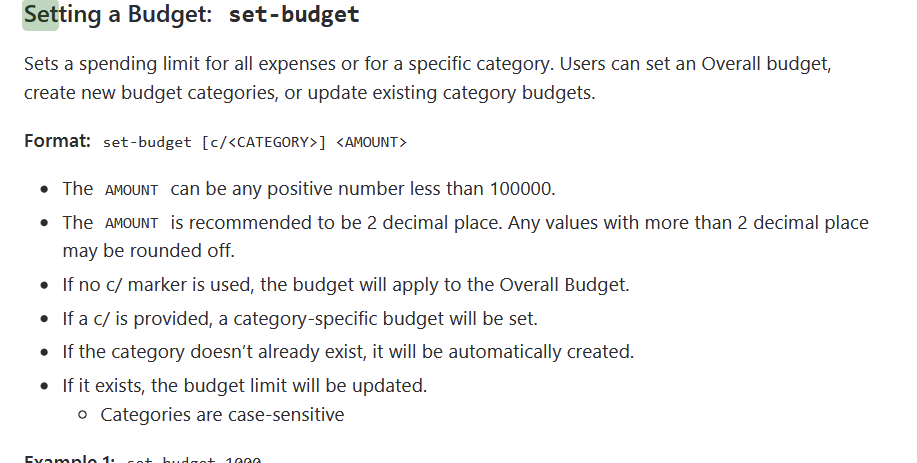 Setting a Budget: set-budget
Sets a spending limit for all expenses or for a specific category. Users can set an Overall budget,
create new budget categories, or update existing category budgets.
Format: set-budget [c/<CATEGORY>] <AMOUNT>
• The AMOUNT can be any positive number less than 100000.
• The AMOUNT is recommended to be 2 decimal place. Any values with more than 2 decimal place
may be rounded off.
• If no c/ marker is used, the budget will apply to the Overall Budget.
• If a c/ is provided, a category-specific budget will be set.
• If the category doesn’t already exist, it will be automatically created.
• If it exists, the budget limit will be updated.
○ Categories are case-sensitive
Example 1: set-budget 1000